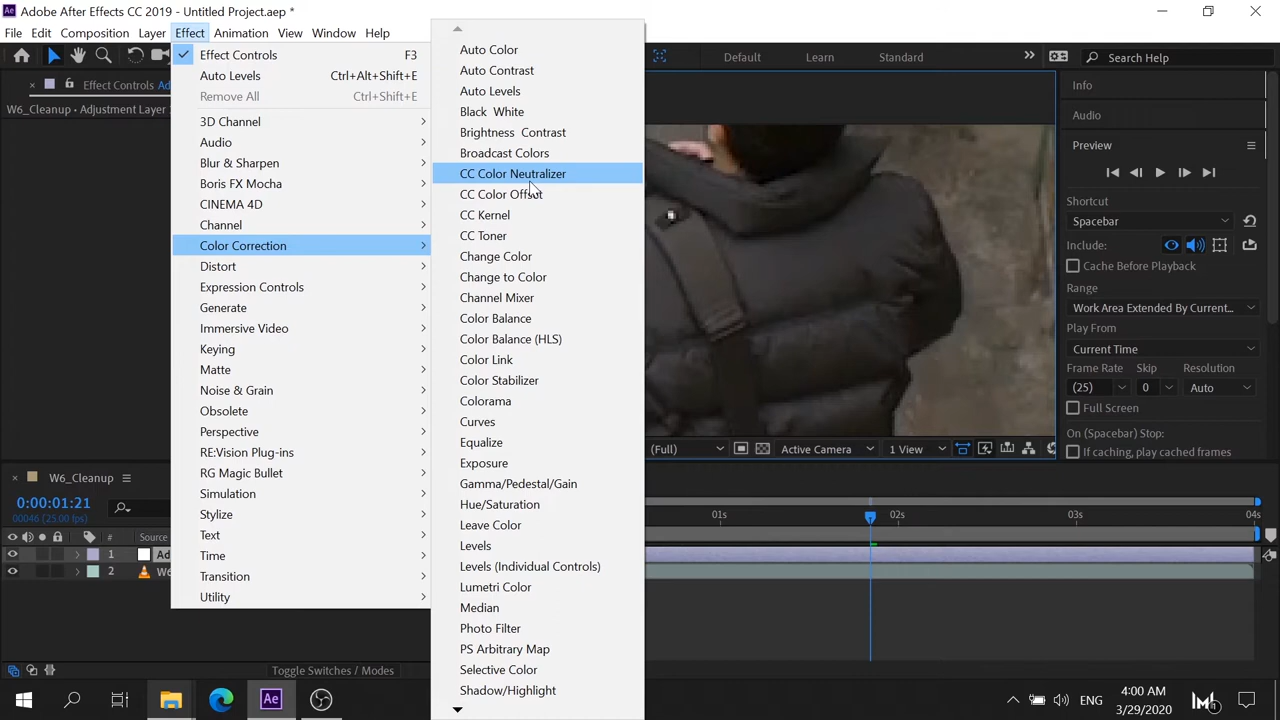 Adobe After Effects CC 2019 - Untitled Project.aep *
File Edit Composition Layer Effect Animation View Window Help
Default Learn Standard Search Help
Effect Controls
W6_Cleanup • Adjustment Layer
Effect Controls F3
Auto Levels Ctrl+Alt+Shift+E
Remove All Ctrl+Shift+E
3D Channel
Audio
Blur & Sharpen
Boris FX Mocha
CINEMA 4D
Channel
Color Correction
Distort
Expression Controls
Generate
Immersive Video
Keying
Matte
Noise & Grain
Obsolete
Perspective
RE:Vision Plug-ins
RG Magic Bullet
Simulation
Stylize
Text
Time
Transition
Utility
Auto Color
Auto Contrast
Auto Levels
Black White
Brightness Contrast
Broadcast Colors
CC Color Neutralizer
CC Color Offset
CC Kernel
CC Toner
Change Color
Change to Color
Channel Mixer
Color Balance
Color Balance (HLS)
Color Link
Color Stabilizer
Colorama
Curves
Equalize
Exposure
Gamma/Pedestal/Gain
Hue/Saturation
Leave Color
Levels
Levels (Individual Controls)
Lumetri Color
Median
Photo Filter
PS Arbitrary Map
Selective Color
Shadow/Highlight
Info
Audio
Preview
Shortcut
Spacebar
Include:
Cache Before Playback
Range
Work Area Extended By Current...
Play From
Current Time
Frame Rate Skip Resolution
(25) 0 Auto
Full Screen
On (Spacebar) Stop:
If caching, play cached frames
(Full) Active Camera 1 View
W6_Cleanup
0:00:01:21
00046 (25.00 fps)
# Source
1 Ad
2 We
01s 02s 03s 04s
Toggle Switches / Modes
ENG
4:00 AM
3/29/2020